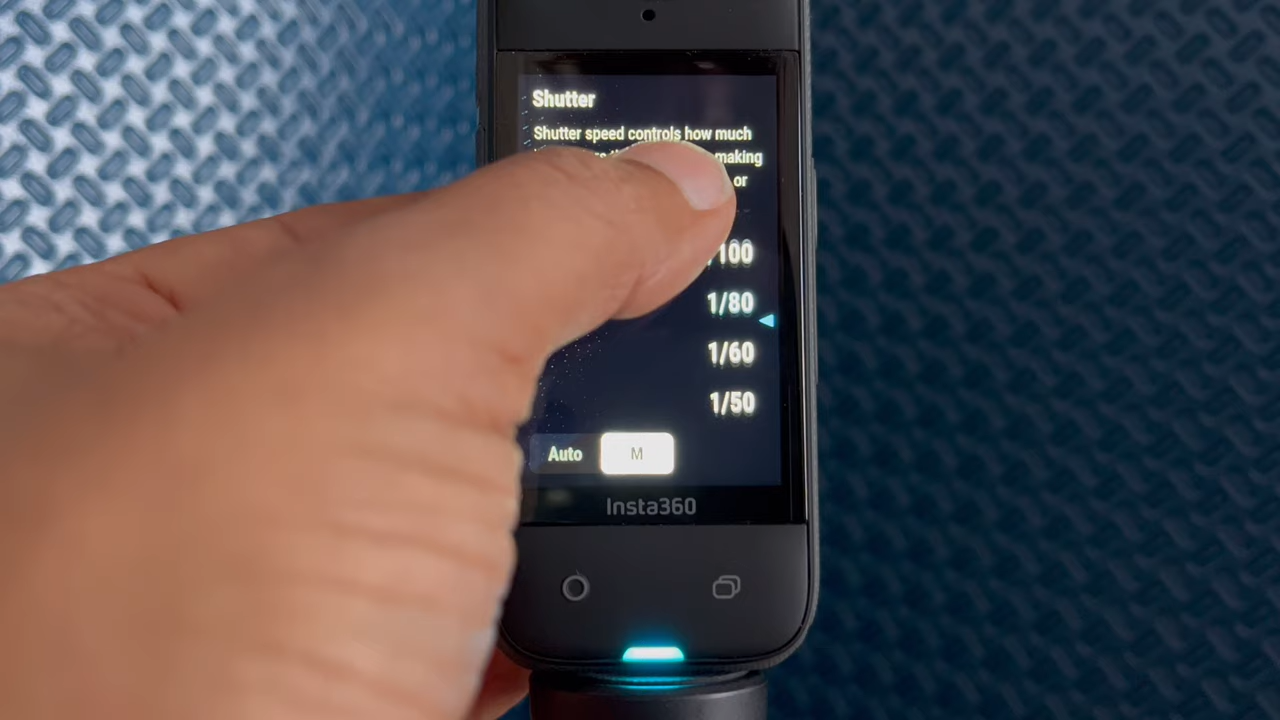 Shutter
Shutter speed controls how much
making
or
/100
1/80
1/60
1/50
Auto
M
Insta360